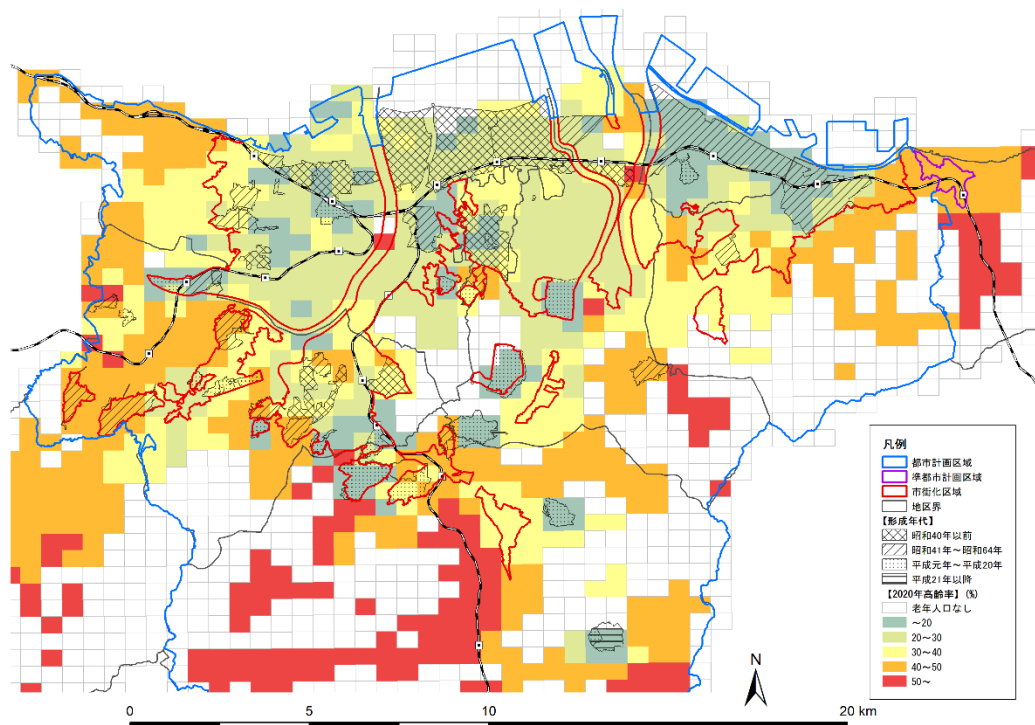 凡例
都市計画区域
準都市計画区域
市街化区域
地区界
【形成年代】
昭和40年以前
昭和41年～昭和64年
平成元年～平成20年
平成21年以降
【2020年高齢率】(%)
老年人口なし
～20
20～30
30～40
40～50
50～
N
0 5 10 20 km